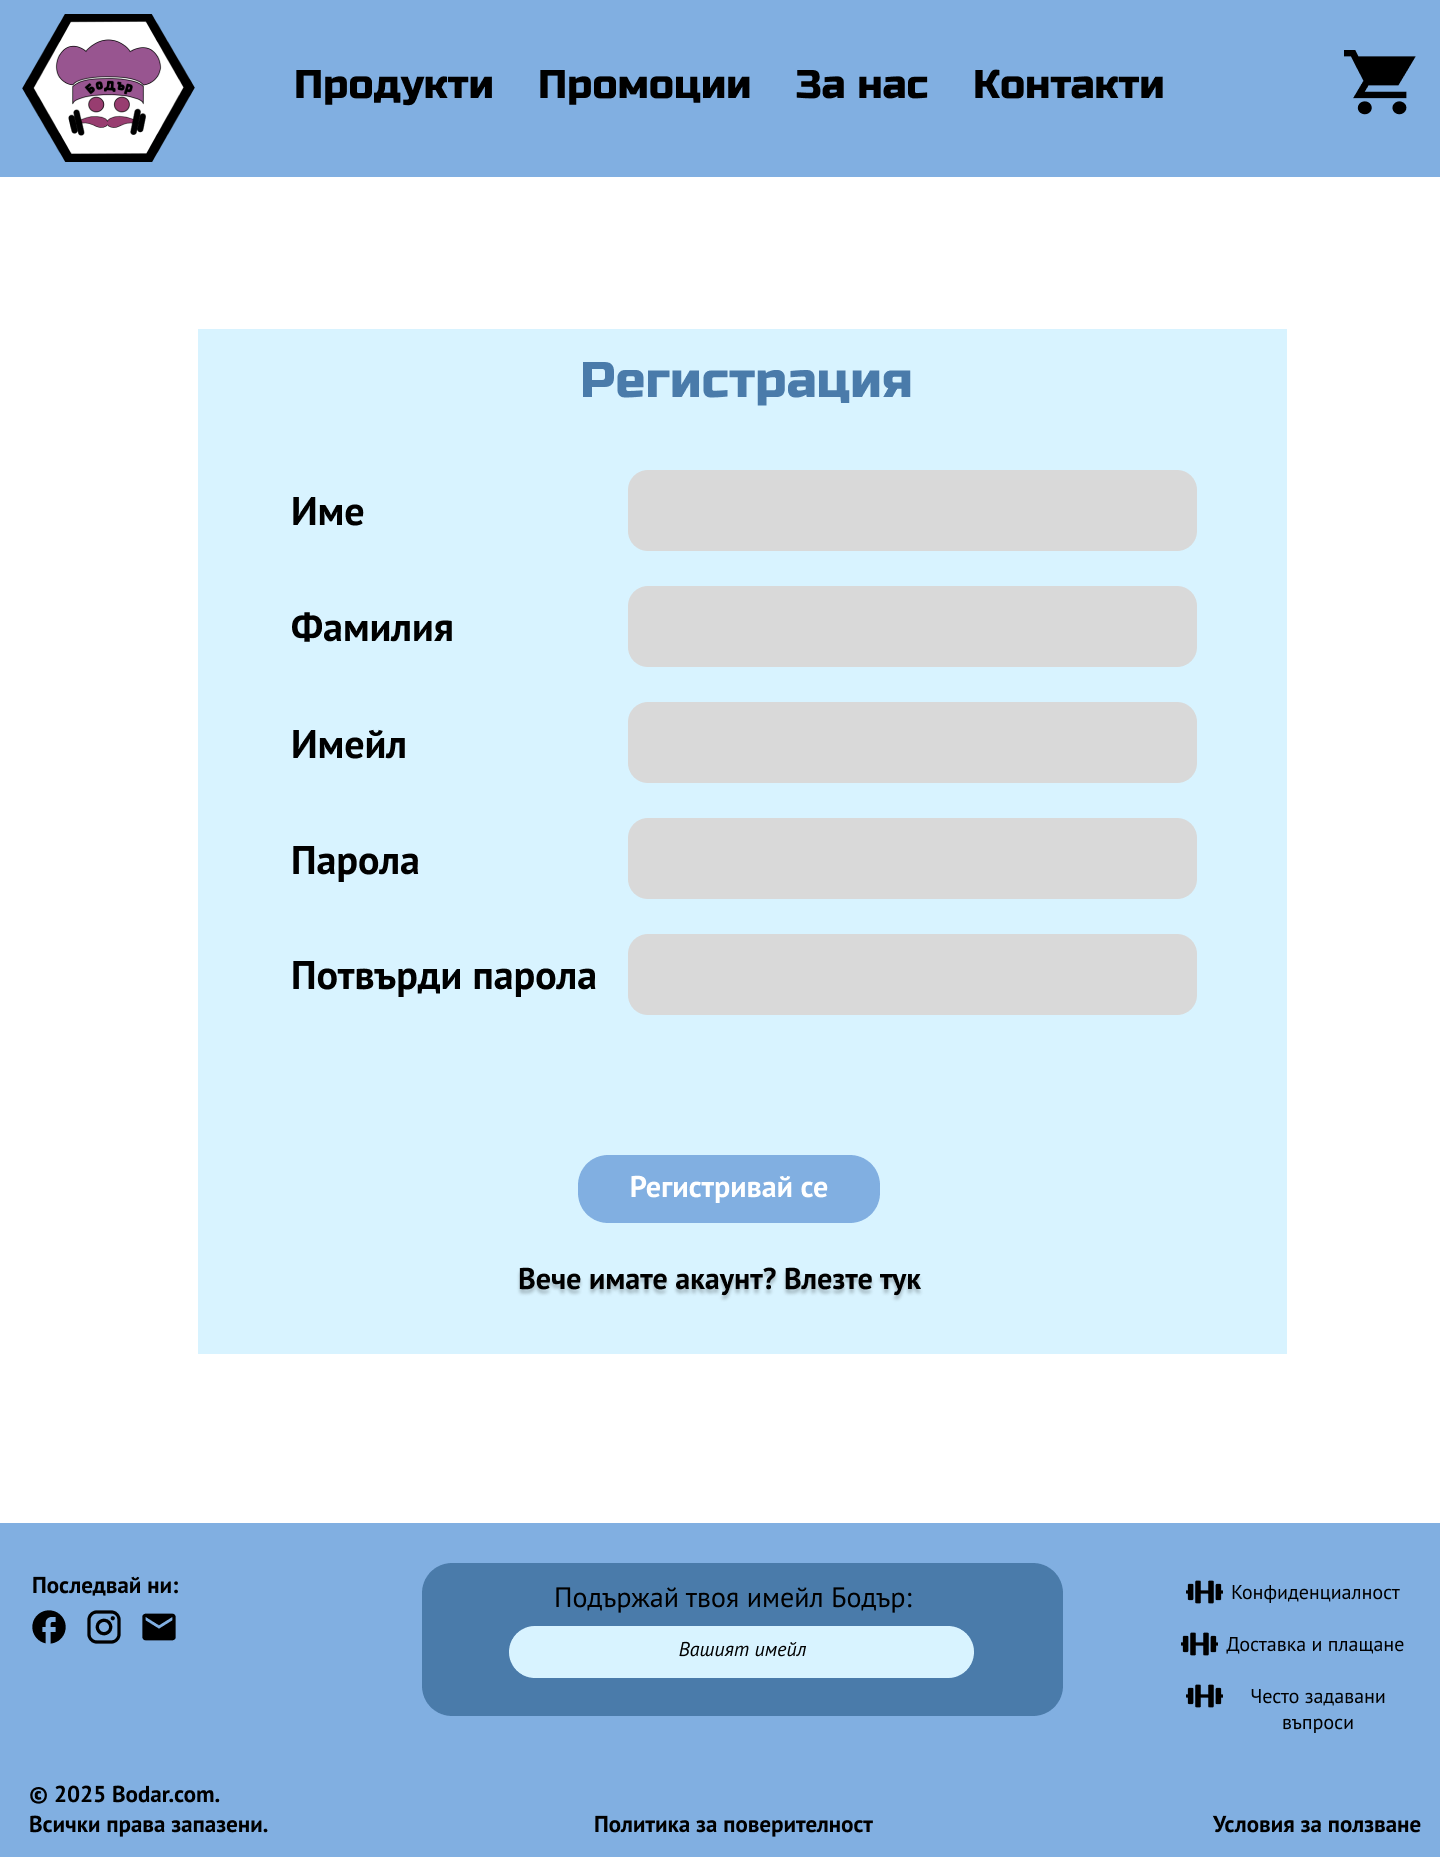 Бодър
Продукти Промоции За нас Контакти
Регистрация
Име
Фамилия
Имейл
Парола
Потвърди парола
Регистривай се
Вече имате акаунт? Влезте тук
Последвай ни:
Подържай твоя имейл Бодър:
Вашият имейл
Конфиденциалност
Доставка и плащане
Често задавани
въпроси
© 2025 Bodar.com.
Всички права запазени.
Политика за поверителност
Условия за ползване